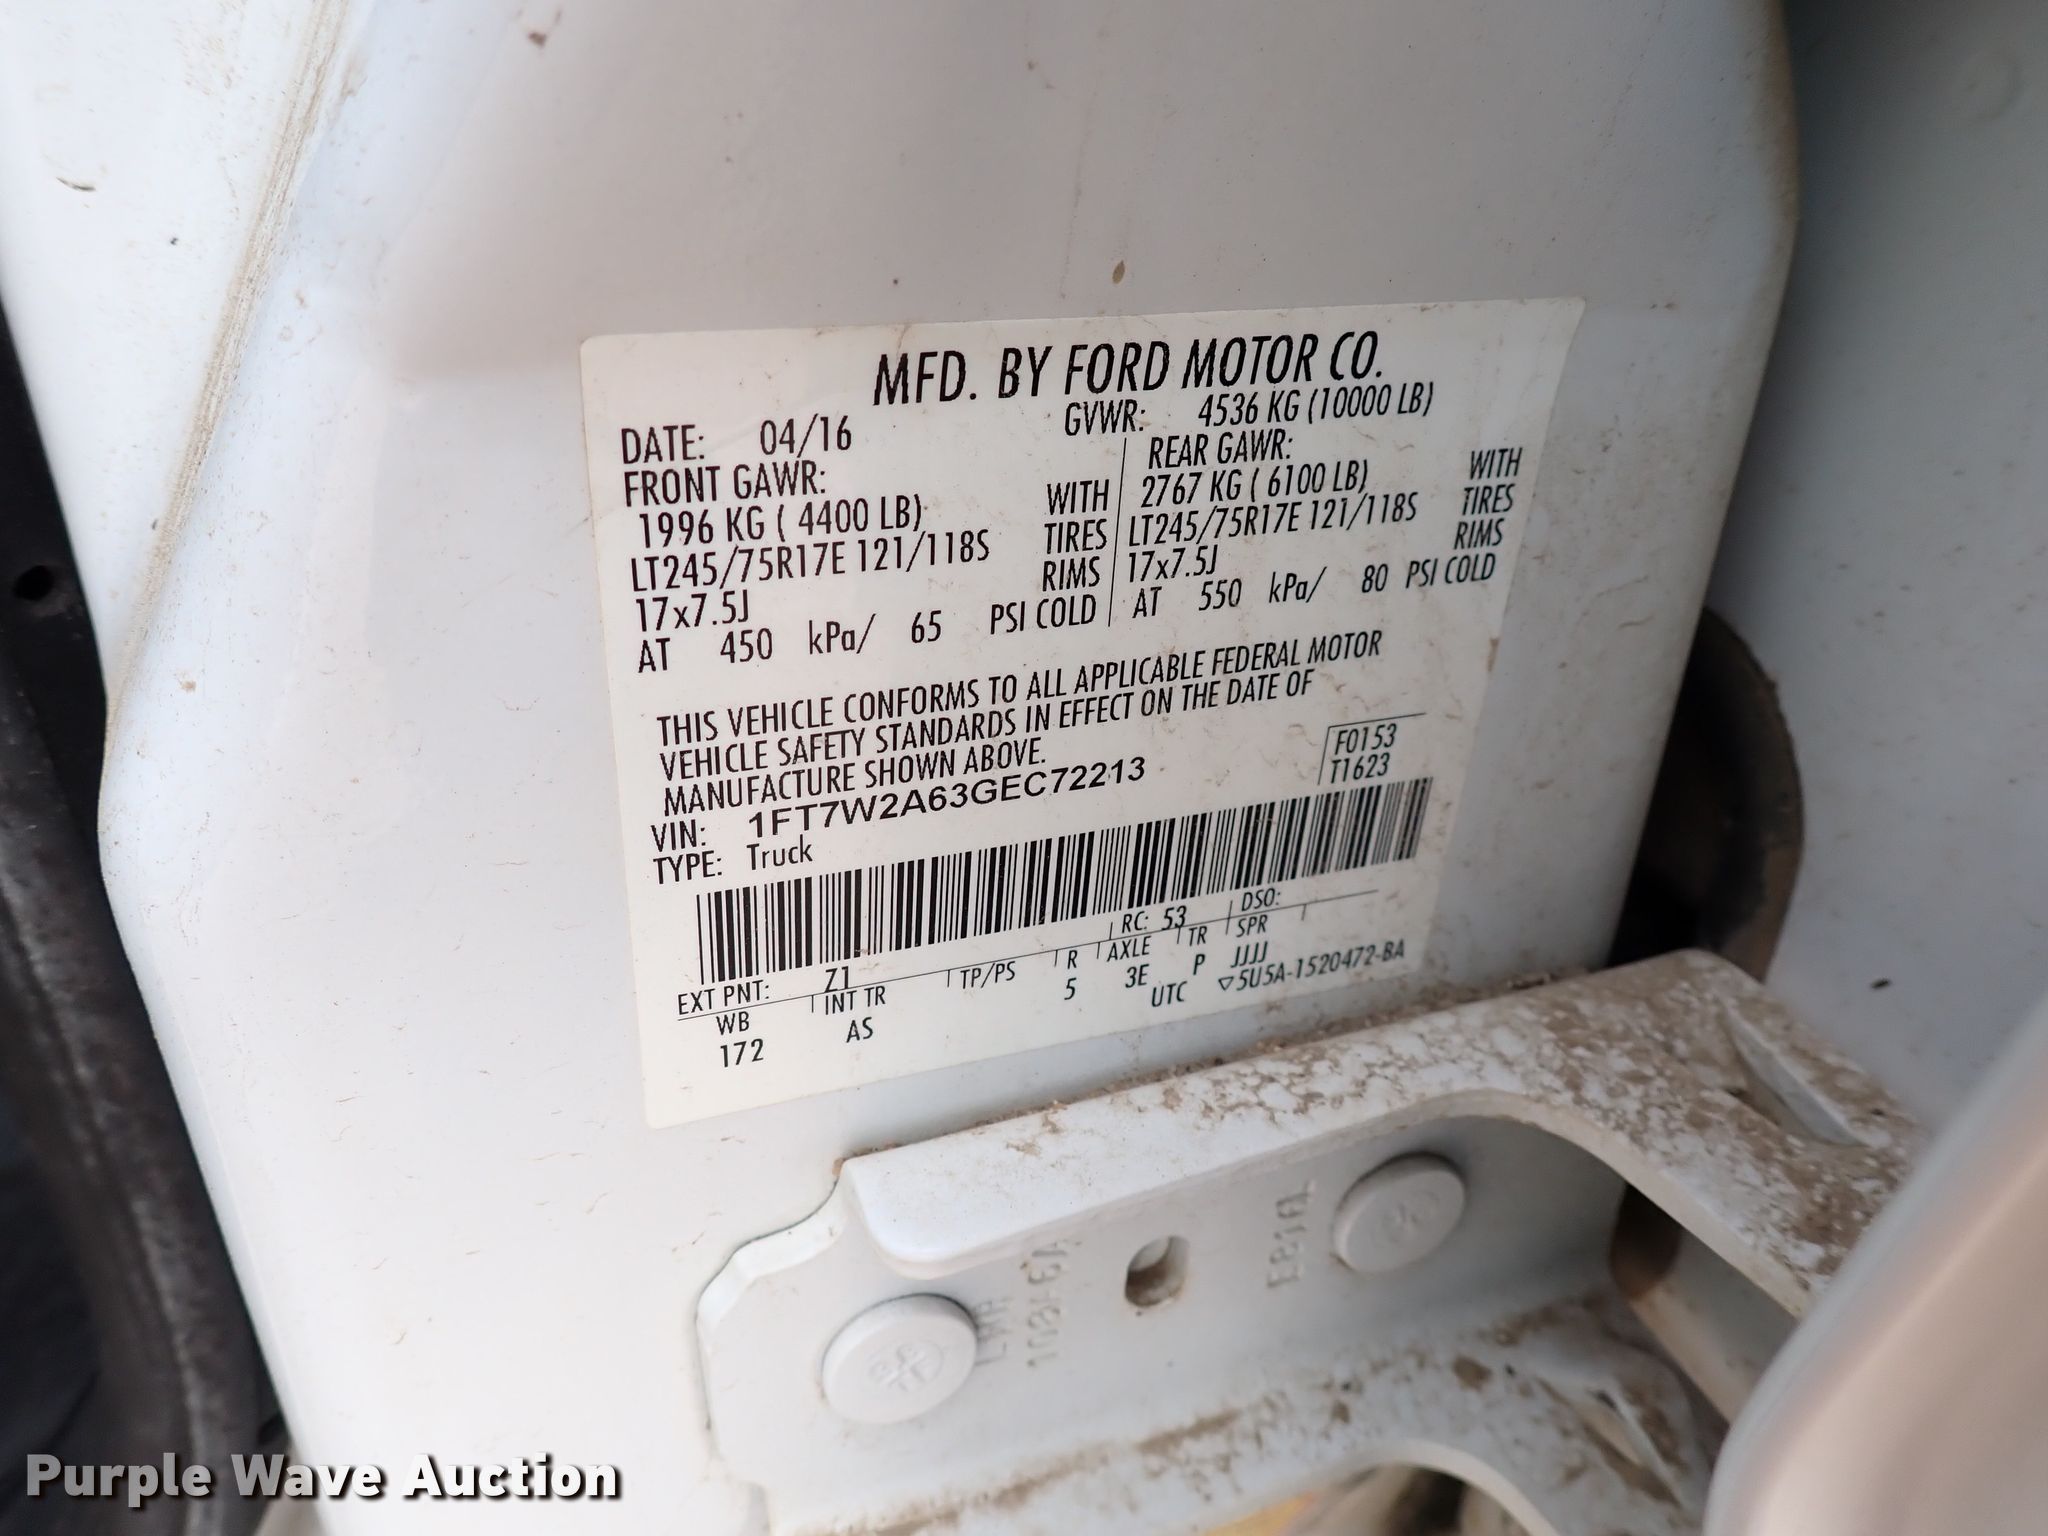 MFD. BY FORD MOTOR CO.
DATE: 04/16 GVWR: 4536 KG (10000 LB)
FRONT GAWR: REAR GAWR:
1996 KG ( 4400 LB) WITH 2767 KG ( 6100 LB) WITH
LT245/75R17E 121/118S TIRES LT245/75R17E 121/118S TIRES
17x7.5J RIMS 17x7.5J RIMS
AT 450 kPa/ 65 PSI COLD AT 550 kPa/ 80 PSI COLD
THIS VEHICLE CONFORMS TO ALL APPLICABLE FEDERAL MOTOR
VEHICLE SAFETY STANDARDS IN EFFECT ON THE DATE OF
MANUFACTURE SHOWN ABOVE.
F0153
T1623
VIN: 1FT7W2A63GEC72213
TYPE: Truck
EXT PNT: Z1 RC: 53 DSO:
WB INT TR TP/PS R AXLE TR SPR
172 AS 5 3E P JJJJ
UTC ▽5U5A-1520472-BA
Purple Wave Auction